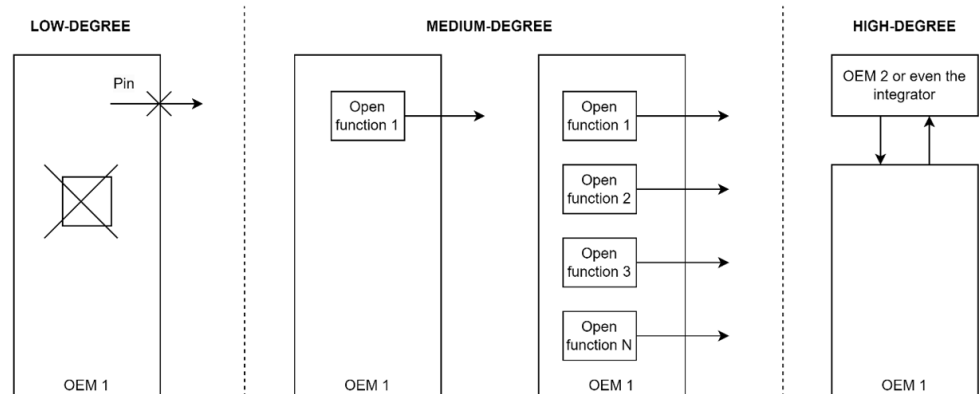 LOW-DEGREE
Pin
OEM 1
MEDIUM-DEGREE
Open
function 1
OEM 1
Open
function 1
Open
function 2
Open
function 3
Open
function N
OEM 1
HIGH-DEGREE
OEM 2 or even the
integrator
OEM 1